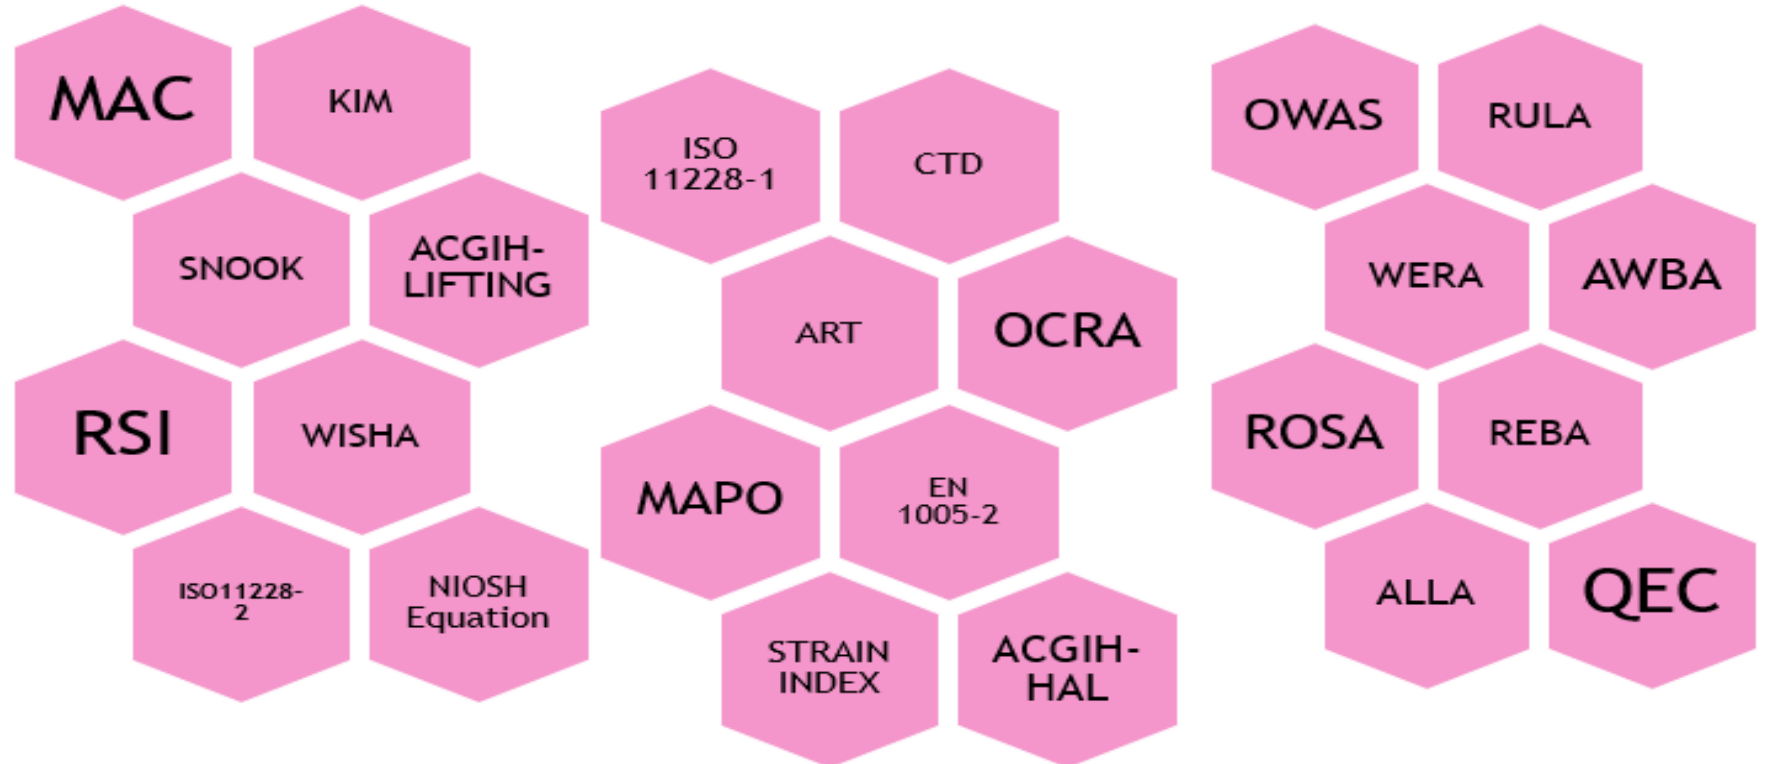 MAC
KIM
SNOOK
ACGIH-
LIFTING
RSI
WISHA
ISO11228-
2
NIOSH
Equation
ISO
11228-1
CTD
ART
OCRA
MAPO
EN
1005-2
STRAIN
INDEX
ACGIH-
HAL
OWAS
RULA
WERA
AWBA
ROSA
REBA
ALLA
QEC